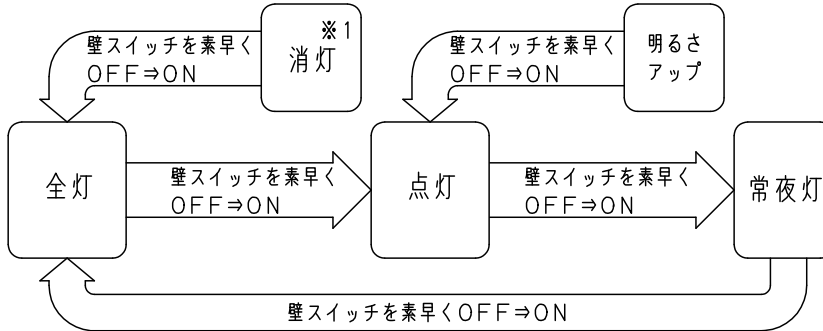 壁スイッチを素早く
OFF⇒ON
※1
消灯
壁スイッチを素早く
OFF⇒ON
明るさ
アップ
全灯
壁スイッチを素早く
OFF⇒ON
点灯
壁スイッチを素早く
OFF⇒ON
常夜灯
壁スイッチを素早くOFF⇒ON